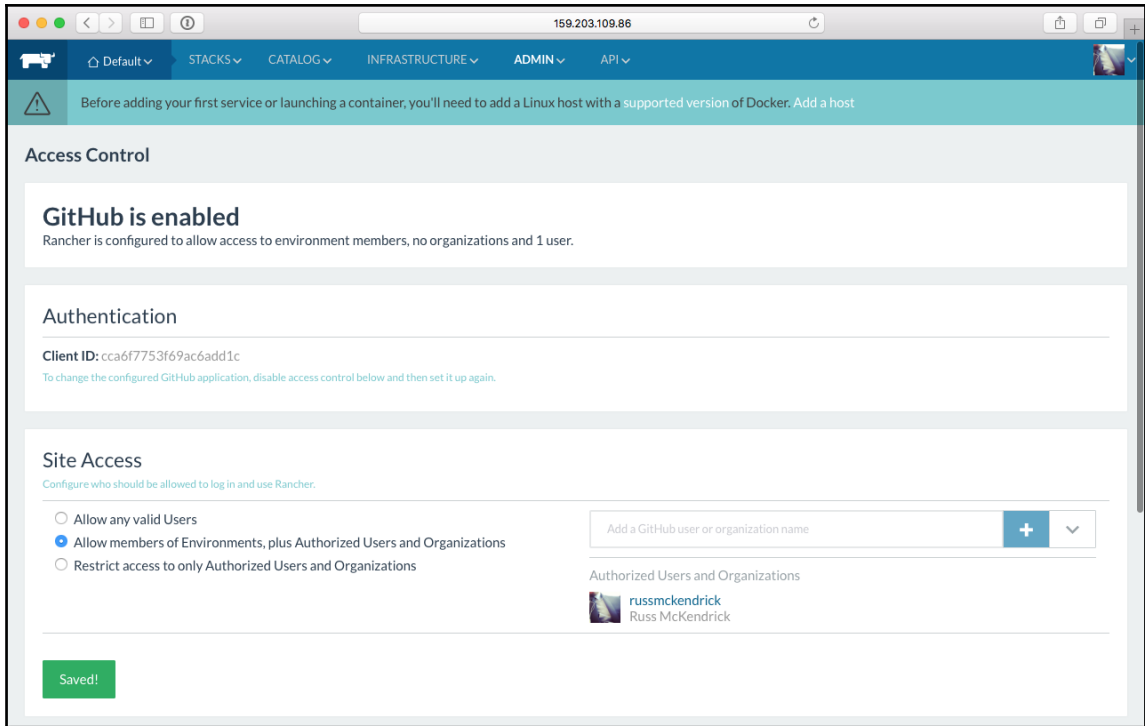 159.203.109.86
Default STACKS CATALOG INFRASTRUCTURE ADMIN API
Before adding your first service or launching a container, you'll need to add a Linux host with a supported version of Docker. Add a host
Access Control
GitHub is enabled
Rancher is configured to allow access to environment members, no organizations and 1 user.
Authentication
Client ID: cca6f7753f69ac6add1c
To change the configured GitHub application, disable access control below and then set it up again.
Site Access
Configure who should be allowed to log in and use Rancher.
Allow any valid Users
Allow members of Environments, plus Authorized Users and Organizations
Restrict access to only Authorized Users and Organizations
Add a GitHub user or organization name
Authorized Users and Organizations
russmckendrick
Russ McKendrick
Saved!